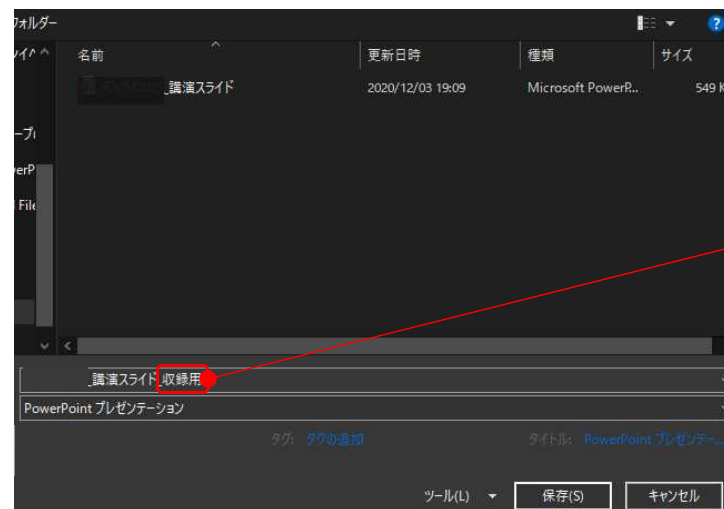 フォルダー
名前 更新日時 種類 サイズ
_講演スライド 2020/12/03 19:09 Microsoft PowerP... 549 K
erP
File
_講演スライド_収録用
PowerPoint プレゼンテーション
タグ: タグの追加 タイトル: PowerPoint プレゼンテー...
ツール(L) 保存(S) キャンセル